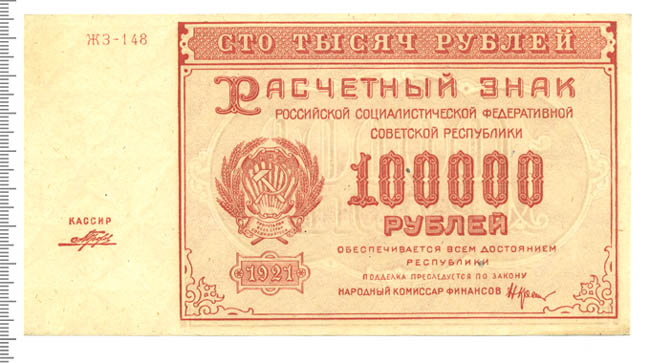 ЖЗ-148
СТО ТЫСЯЧ РУБЛЕЙ
РАСЧЕТНЫЙ ЗНАК
РОССИЙСКОЙ СОЦИАЛИСТИЧЕСКОЙ ФЕДЕРАТИВНОЙ
СОВЕТСКОЙ РЕСПУБЛИКИ
100000
РУБЛЕЙ
КАССИР
ОБЕСПЕЧИВАЕТСЯ ВСЕМ ДОСТОЯНИЕМ
РЕСПУБЛИКИ
1921
ПОДДЕЛКА ПРЕСЛЕДУЕТСЯ ПО ЗАКОНУ
НАРОДНЫЙ КОМИССАР ФИНАНСОВ